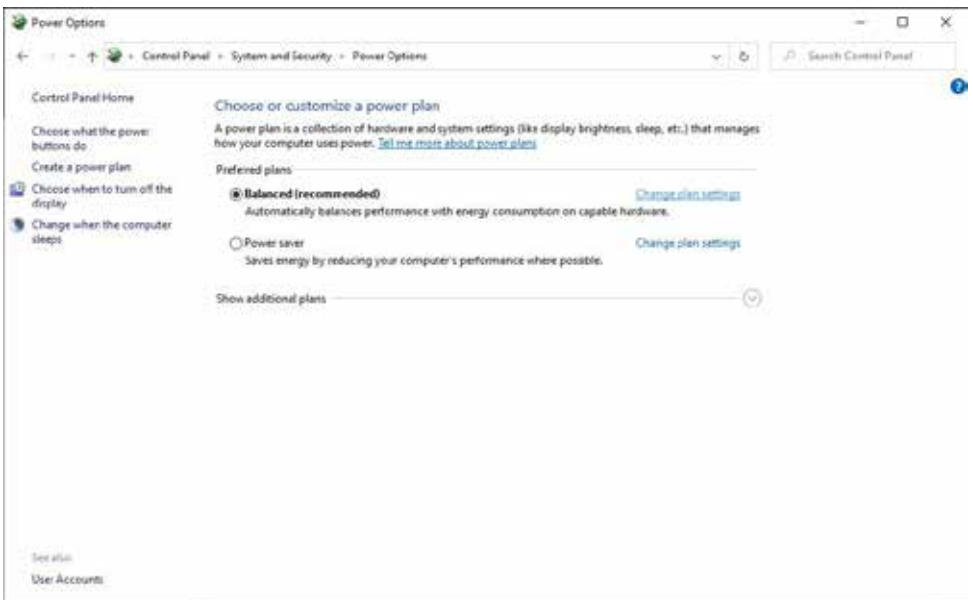 Power Options
Control Panel › System and Security › Power Options
Search Control Panel
Control Panel Home
Choose what the power
buttons do
Create a power plan
Choose when to turn off the
display
Change when the computer
sleeps
Choose or customize a power plan
A power plan is a collection of hardware and system settings (like display brightness, sleep, etc.) that manages
how your computer uses power. Tell me more about power plans
Preferred plans
Balanced (recommended) Change plan settings
Automatically balances performance with energy consumption on capable hardware.
Power saver Change plan settings
Saves energy by reducing your computer's performance where possible.
Show additional plans
See also
User Accounts